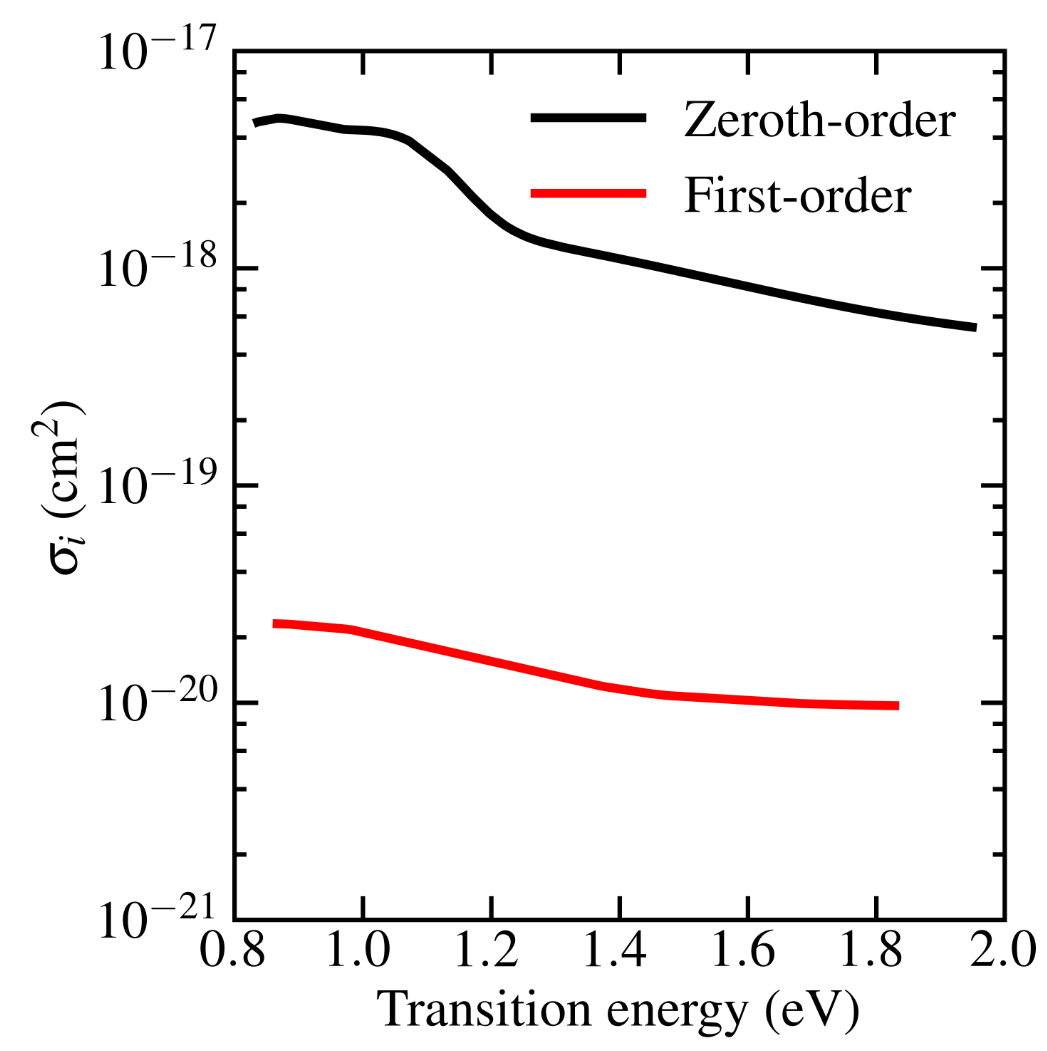 10⁻¹⁷
Zeroth-order
First-order
10⁻¹⁸
σᵢ (cm²)
10⁻¹⁹
10⁻²⁰
10⁻²¹
0.8 1.0 1.2 1.4 1.6 1.8 2.0
Transition energy (eV)